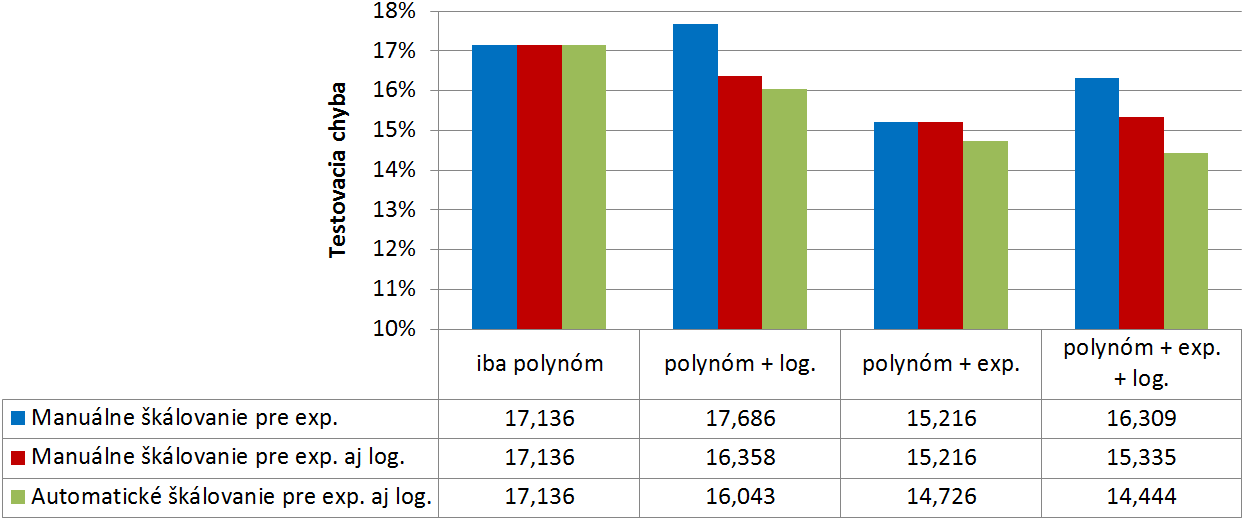 Testovacia chyba
18%
17%
16%
15%
14%
13%
12%
11%
10%
iba polynóm polynóm + log. polynóm + exp. polynóm + exp.
+ log.
Manuálne škálovanie pre exp. 17,136 17,686 15,216 16,309
Manuálne škálovanie pre exp. aj log. 17,136 16,358 15,216 15,335
Automatické škálovanie pre exp. aj log. 17,136 16,043 14,726 14,444